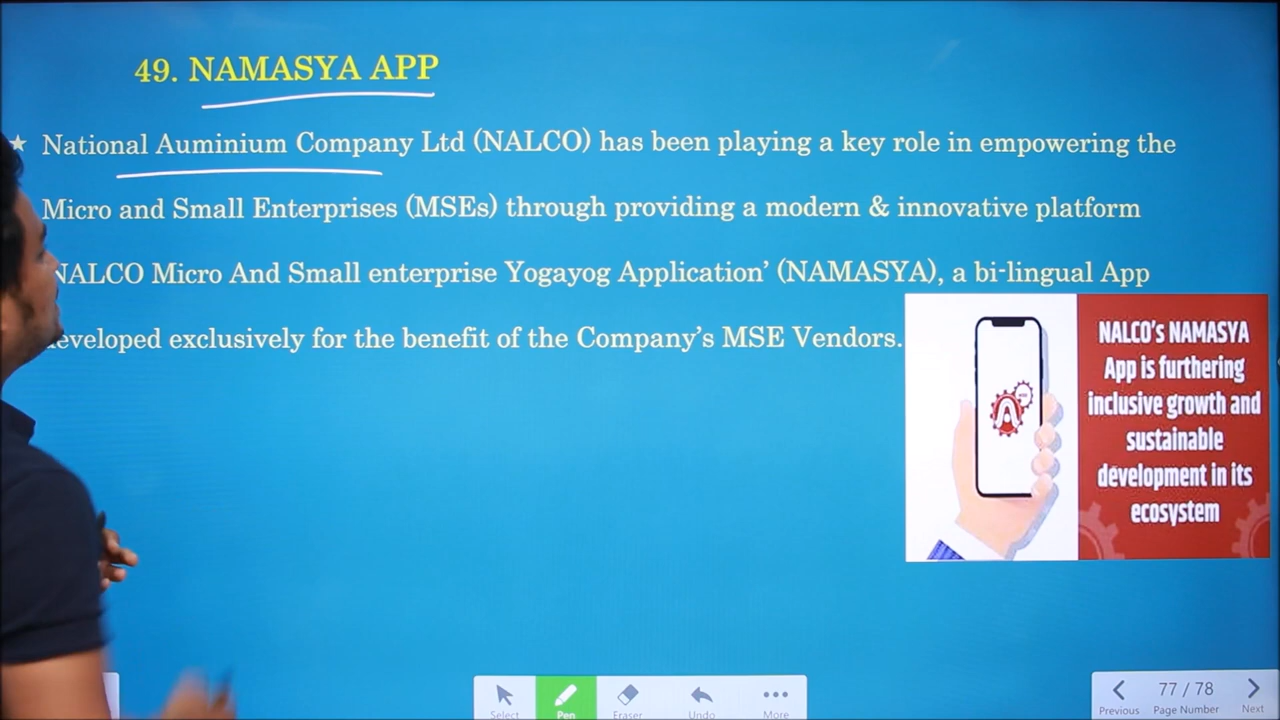 49. NAMASYA APP
★ National Auminium Company Ltd (NALCO) has been playing a key role in empowering the
Micro and Small Enterprises (MSEs) through providing a modern & innovative platform
NALCO Micro And Small enterprise Yogayog Application’ (NAMASYA), a bi-lingual App
developed exclusively for the benefit of the Company’s MSE Vendors.
NALCO’s NAMASYA
App is furthering
inclusive growth and
sustainable
development in its
ecosystem
Select
Pen
Eraser
Undo
More
Previous
77 / 78
Page Number
Next